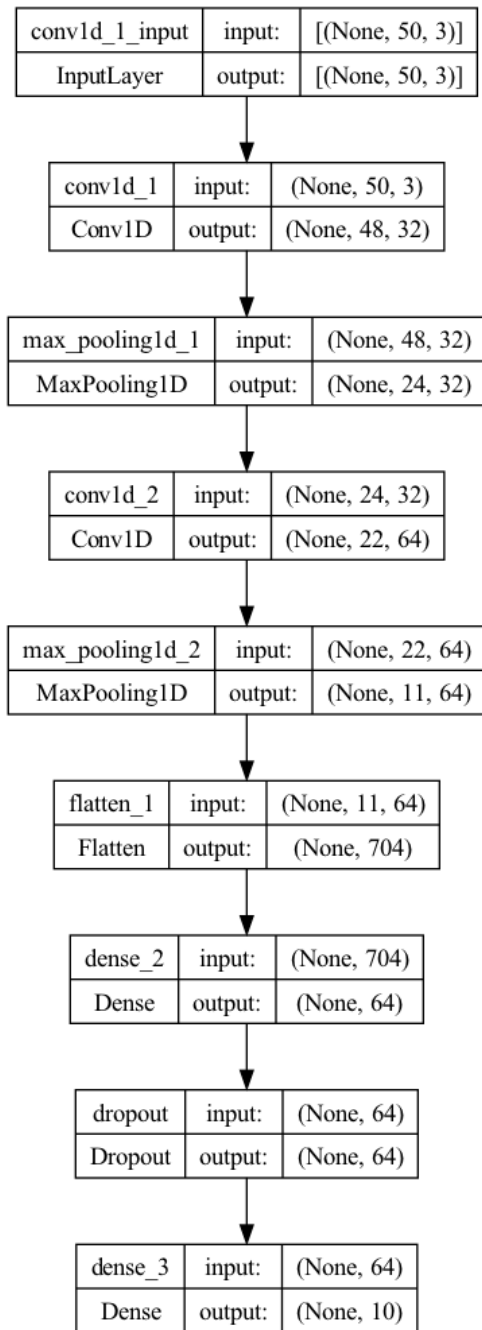 conv1d_1_input input: [(None, 50, 3)]
InputLayer output: [(None, 50, 3)]
conv1d_1 input: (None, 50, 3)
Conv1D output: (None, 48, 32)
max_pooling1d_1 input: (None, 48, 32)
MaxPooling1D output: (None, 24, 32)
conv1d_2 input: (None, 24, 32)
Conv1D output: (None, 22, 64)
max_pooling1d_2 input: (None, 22, 64)
MaxPooling1D output: (None, 11, 64)
flatten_1 input: (None, 11, 64)
Flatten output: (None, 704)
dense_2 input: (None, 704)
Dense output: (None, 64)
dropout input: (None, 64)
Dropout output: (None, 64)
dense_3 input: (None, 64)
Dense output: (None, 10)